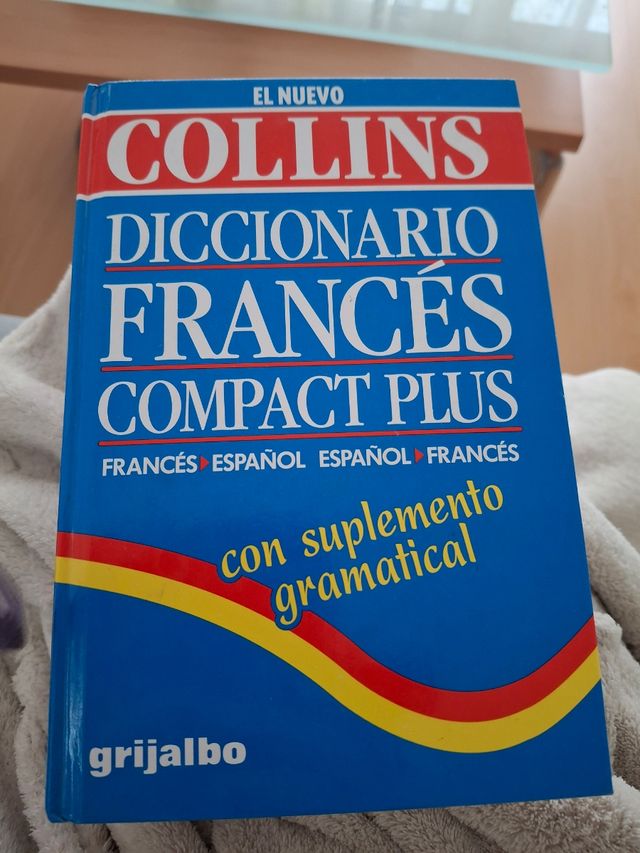 EL NUEVO
COLLINS
DICCIONARIO
FRANCÉS
COMPACT PLUS
FRANCÉS▸ESPAÑOL ESPAÑOL▸FRANCÉS
con suplemento
gramatical
grijalbo